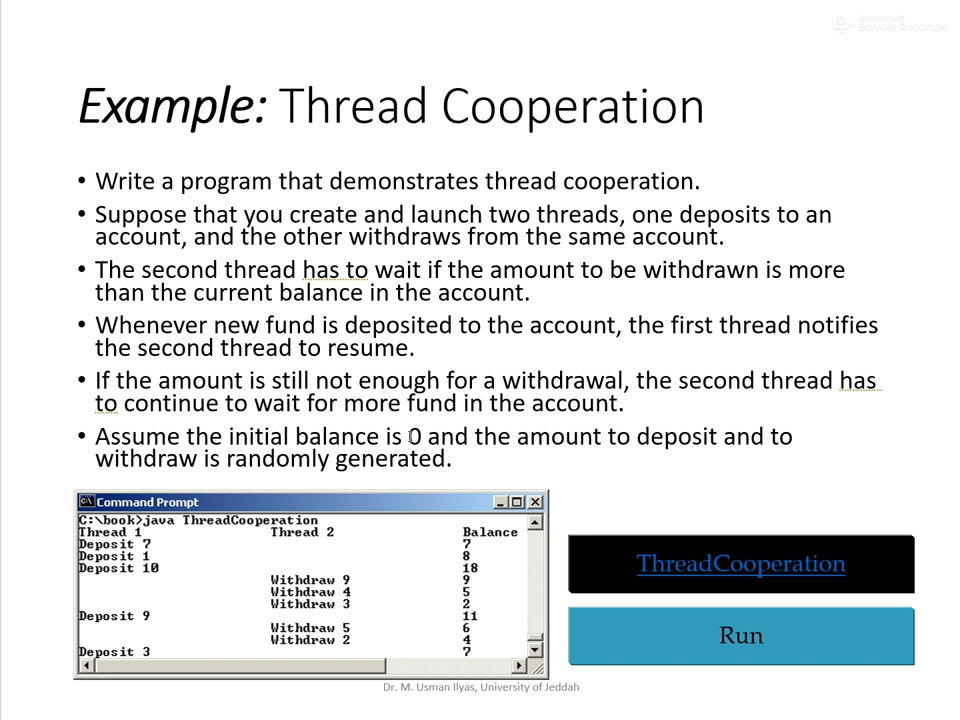 Screen Recorder
Example: Thread Cooperation
• Write a program that demonstrates thread cooperation.
• Suppose that you create and launch two threads, one deposits to an
account, and the other withdraws from the same account.
• The second thread has to wait if the amount to be withdrawn is more
than the current balance in the account.
• Whenever new fund is deposited to the account, the first thread notifies
the second thread to resume.
• If the amount is still not enough for a withdrawal, the second thread has
to continue to wait for more fund in the account.
• Assume the initial balance is 0 and the amount to deposit and to
withdraw is randomly generated.
Command Prompt
C:\book>java ThreadCooperation
Thread 1 Thread 2 Balance
Deposit 7 7
Deposit 1 8
Deposit 10 18
Withdraw 9 9
Withdraw 4 5
Withdraw 3 2
Deposit 9 11
Withdraw 5 6
Withdraw 2 4
Deposit 3 7
ThreadCooperation
Run
Dr. M. Usman Ilyas, University of Jeddah